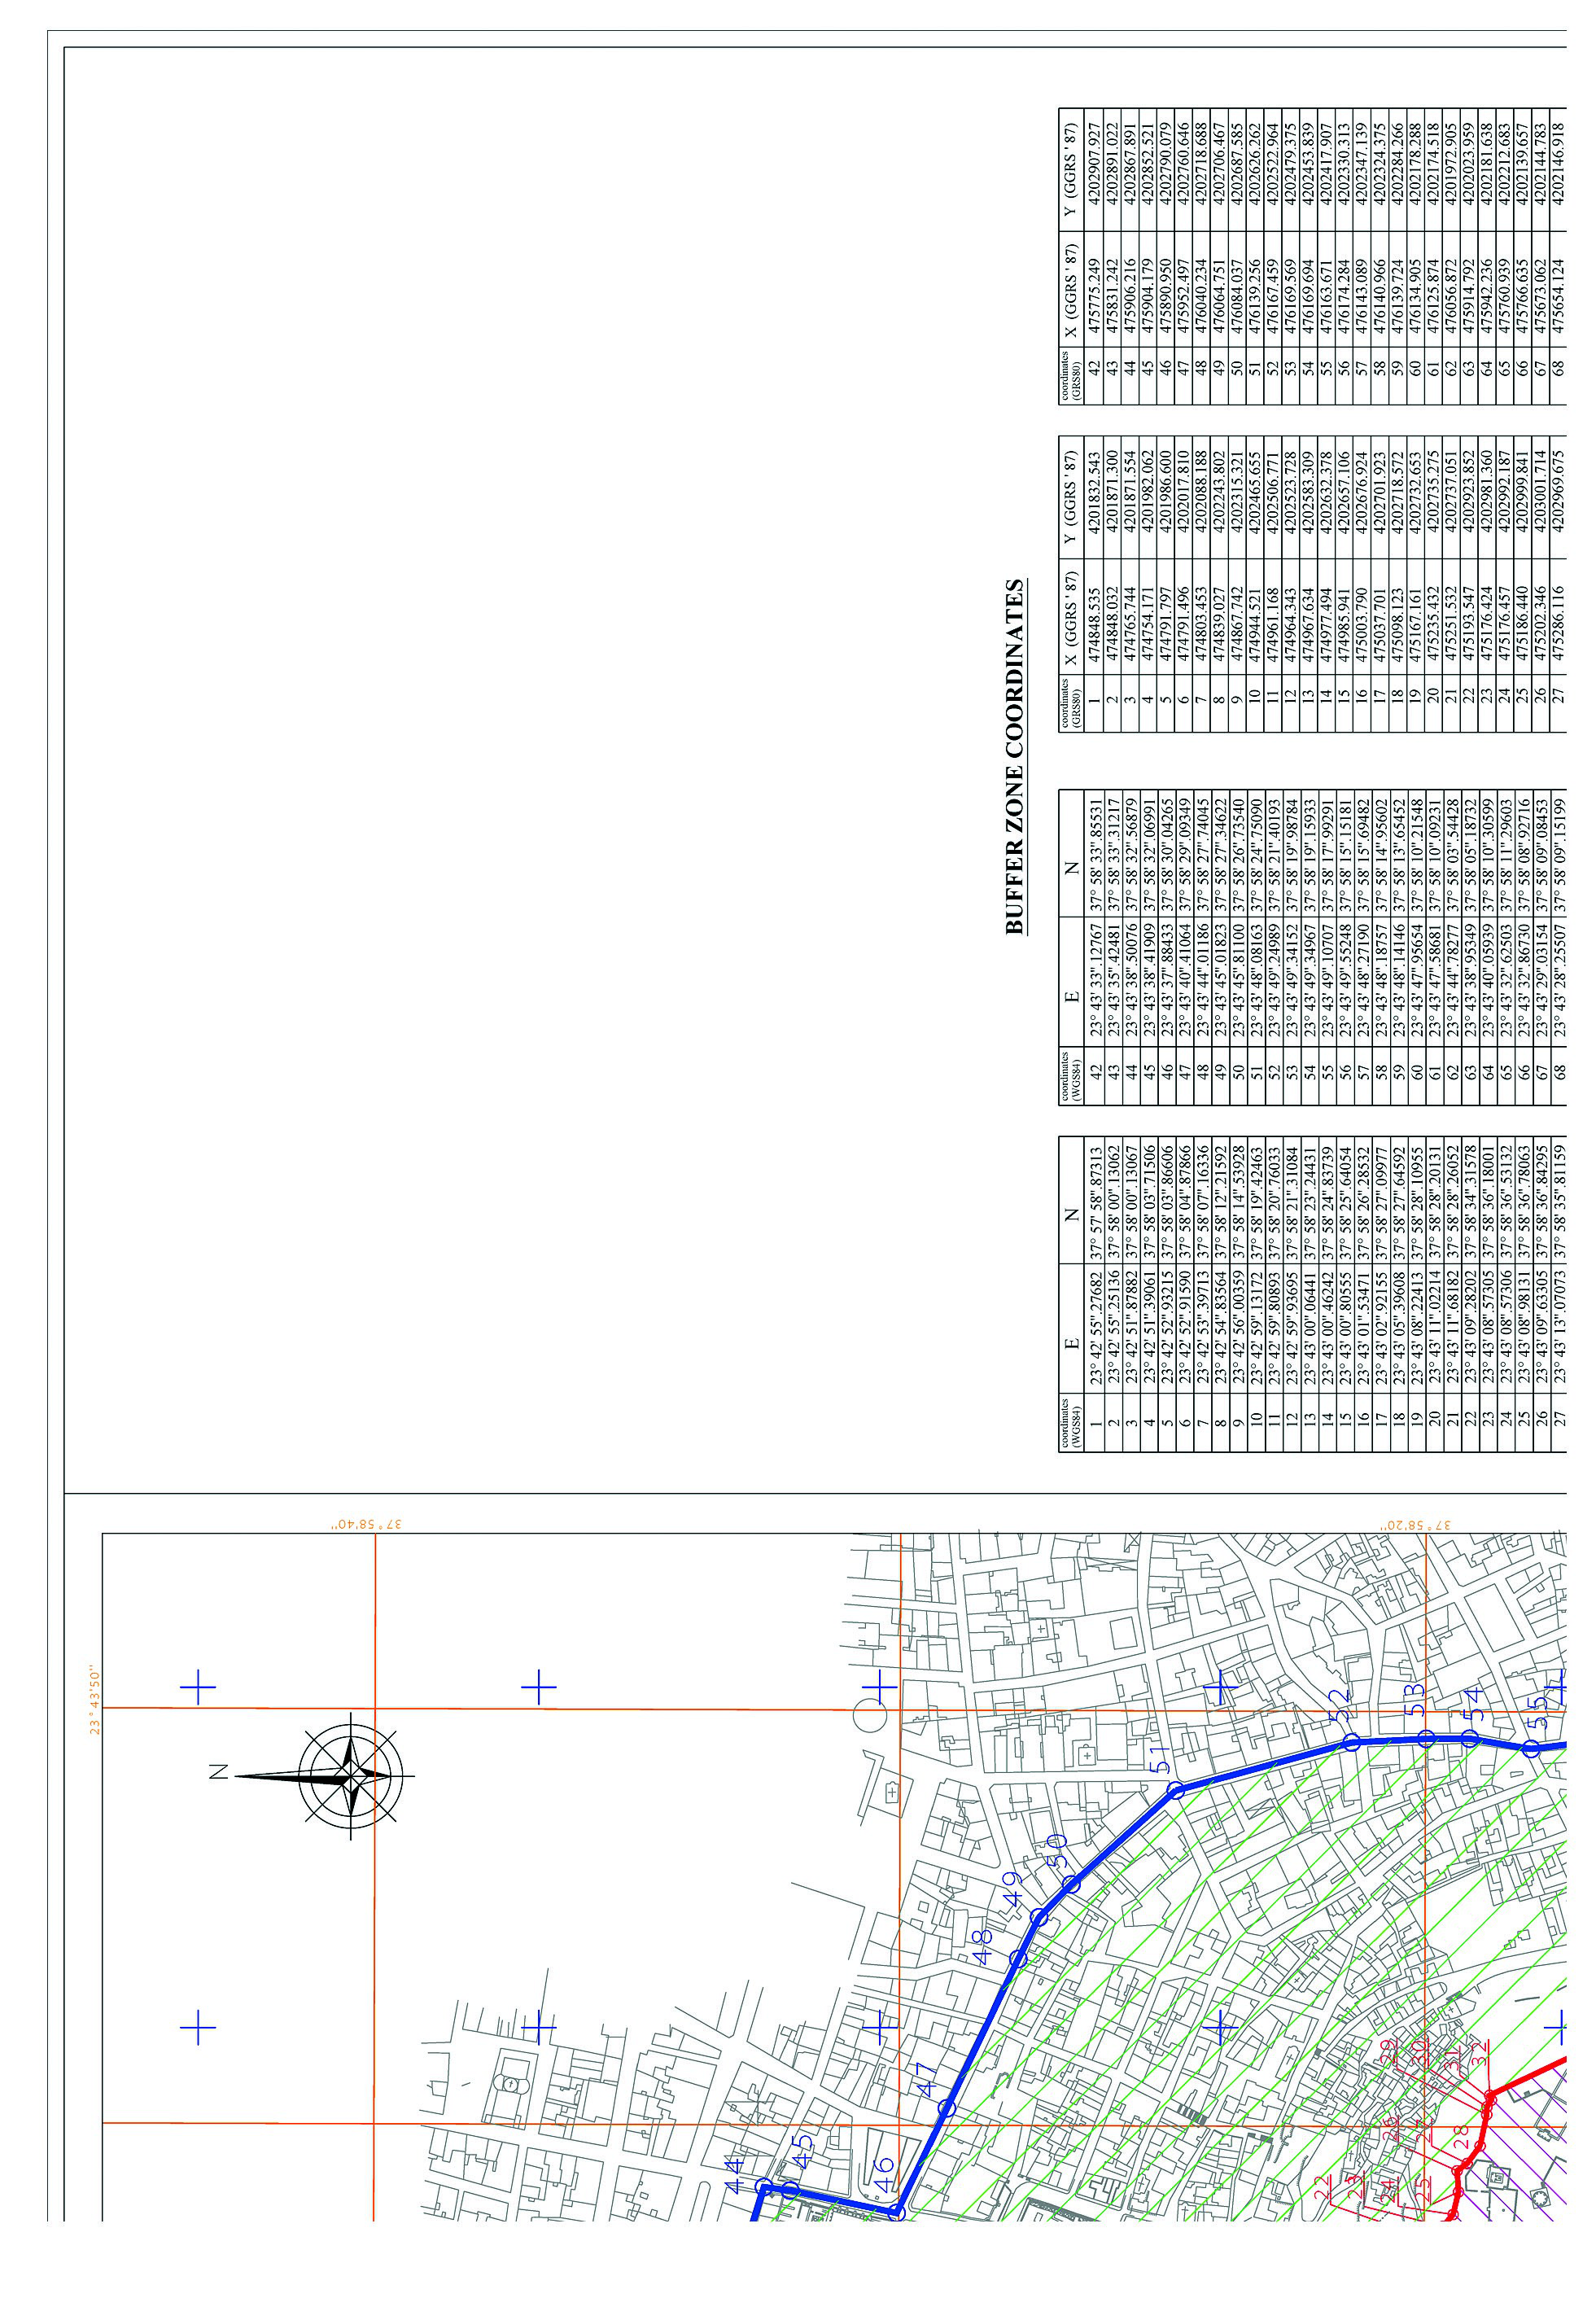 BUFFER ZONE COORDINATES
coordinates (WGS84) E N
1 23° 42' 55".27682 37° 57' 58".87313
2 23° 42' 55".25136 37° 58' 00".13062
3 23° 42' 51".87882 37° 58' 00".13067
4 23° 42' 51".39061 37° 58' 03".71506
5 23° 42' 52".93215 37° 58' 03".86606
6 23° 42' 52".91590 37° 58' 04".87866
7 23° 42' 53".39713 37° 58' 07".16336
8 23° 42' 54".83564 37° 58' 12".21592
9 23° 42' 56".00359 37° 58' 14".53928
10 23° 42' 59".13172 37° 58' 19".42463
11 23° 42' 59".80893 37° 58' 20".76033
12 23° 42' 59".93695 37° 58' 21".31084
13 23° 43' 00".06441 37° 58' 23".24431
14 23° 43' 00".46242 37° 58' 24".83739
15 23° 43' 00".80555 37° 58' 25".64054
16 23° 43' 01".53471 37° 58' 26".28532
17 23° 43' 02".92155 37° 58' 27".09977
18 23° 43' 05".39608 37° 58' 27".64592
19 23° 43' 08".22413 37° 58' 28".10955
20 23° 43' 11".02214 37° 58' 28".20131
21 23° 43' 11".68182 37° 58' 28".26052
22 23° 43' 09".28202 37° 58' 34".31578
23 23° 43' 08".57305 37° 58' 36".18001
24 23° 43' 08".57306 37° 58' 36".53132
25 23° 43' 08".98131 37° 58' 36".78063
26 23° 43' 09".63305 37° 58' 36".84295
27 23° 43' 13".07073 37° 58' 35".81159
coordinates (WGS84) E N
42 23° 43' 33".12767 37° 58' 33".85531
43 23° 43' 35".42481 37° 58' 33".31217
44 23° 43' 38".50076 37° 58' 32".56879
45 23° 43' 38".41909 37° 58' 32".06991
46 23° 43' 37".88433 37° 58' 30".04265
47 23° 43' 40".41064 37° 58' 29".09349
48 23° 43' 44".01186 37° 58' 27".74045
49 23° 43' 45".01823 37° 58' 27".34622
50 23° 43' 45".81100 37° 58' 26".73540
51 23° 43' 48".08163 37° 58' 24".75090
52 23° 43' 49".24989 37° 58' 21".40193
53 23° 43' 49".34152 37° 58' 19".98784
54 23° 43' 49".34967 37° 58' 19".15933
55 23° 43' 49".10707 37° 58' 17".99291
56 23° 43' 49".55248 37° 58' 15".15181
57 23° 43' 48".27190 37° 58' 15".69482
58 23° 43' 48".18757 37° 58' 14".95602
59 23° 43' 48".14146 37° 58' 13".65452
60 23° 43' 47".95654 37° 58' 10".21548
61 23° 43' 47".58681 37° 58' 10".09231
62 23° 43' 44".78277 37° 58' 03".54428
63 23° 43' 38".95349 37° 58' 05".18732
64 23° 43' 40".05939 37° 58' 10".30599
65 23° 43' 32".62503 37° 58' 11".29603
66 23° 43' 32".86730 37° 58' 08".92716
67 23° 43' 29".03154 37° 58' 09".08453
68 23° 43' 28".25507 37° 58' 09".15199
coordinates (GRS80) X (GGRS ' 87) Y (GGRS ' 87)
1 474848.535 4201832.543
2 474848.032 4201871.300
3 474765.744 4201871.554
4 474754.171 4201982.062
5 474791.797 4201986.600
6 474791.496 4202017.810
7 474803.453 4202088.188
8 474839.027 4202243.802
9 474867.742 4202315.321
10 474944.521 4202465.655
11 474961.168 4202506.771
12 474964.343 4202523.728
13 474967.634 4202583.309
14 474977.494 4202632.378
15 474985.941 4202657.106
16 475003.790 4202676.924
17 475037.701 4202701.923
18 475098.123 4202718.572
19 475167.161 4202732.653
20 475235.432 4202735.275
21 475251.532 4202737.051
22 475193.547 4202923.852
23 475176.424 4202981.360
24 475176.457 4202992.187
25 475186.440 4202999.841
26 475202.346 4203001.714
27 475286.116 4202969.675
coordinates (GRS80) X (GGRS ' 87) Y (GGRS ' 87)
42 475775.249 4202907.927
43 475831.242 4202891.022
44 475906.216 4202867.891
45 475904.179 4202852.521
46 475890.950 4202790.079
47 475952.497 4202760.646
48 476040.234 4202718.688
49 476064.751 4202706.467
50 476084.037 4202687.585
51 476139.256 4202626.262
52 476167.459 4202522.964
53 476169.569 4202479.375
54 476169.694 4202453.839
55 476163.671 4202417.907
56 476174.284 4202330.313
57 476143.089 4202347.139
58 476140.966 4202324.375
59 476139.724 4202284.266
60 476134.905 4202178.288
61 476125.874 4202174.518
62 476056.872 4201972.905
63 475914.792 4202023.959
64 475942.236 4202181.638
65 475760.939 4202212.683
66 475766.635 4202139.657
67 475673.062 4202144.783
68 475654.124 4202146.918
23°43'50"
37°58'40"
37°58'20"
N
44
45
46
47
48
49
50
51
52
53
54
55
22
23
24
25
26
27
28
29
30
31
32